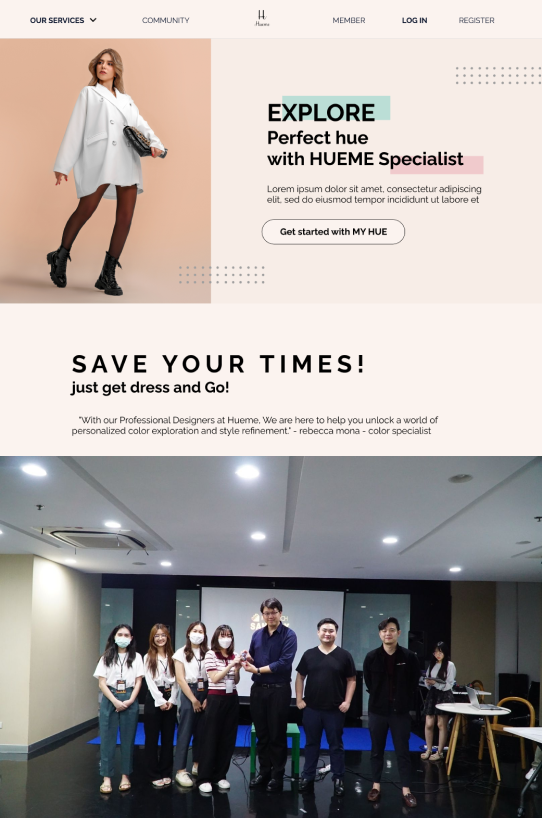 OUR SERVICES
COMMUNITY
H.
Hueme
MEMBER
LOG IN
REGISTER
EXPLORE
Perfect hue
with HUEME Specialist
Lorem ipsum dolor sit amet, consectetur adipiscing
elit, sed do eiusmod tempor incididunt ut labore et
Get started with MY HUE
SAVE YOUR TIMES!
just get dress and Go!
"With our Professional Designers at Hueme, We are here to help you unlock a world of
personalized color exploration and style refinement." - rebecca mona - color specialist